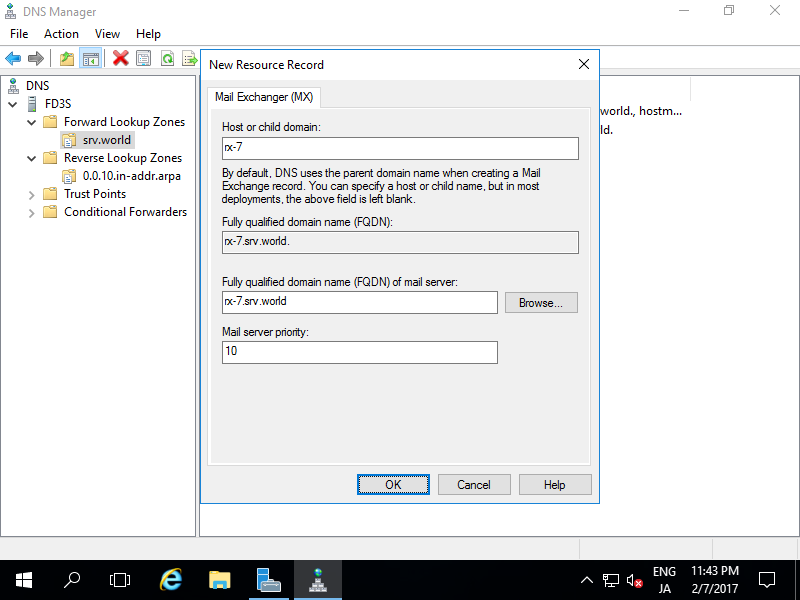 DNS Manager
File Action View Help
DNS
FD3S
Forward Lookup Zones
srv.world
Reverse Lookup Zones
0.0.10.in-addr.arpa
Trust Points
Conditional Forwarders
world., hostm...
ld.
New Resource Record
Mail Exchanger (MX)
Host or child domain:
rx-7
By default, DNS uses the parent domain name when creating a Mail
Exchange record. You can specify a host or child name, but in most
deployments, the above field is left blank.
Fully qualified domain name (FQDN):
rx-7.srv.world.
Fully qualified domain name (FQDN) of mail server:
rx-7.srv.world
Browse...
Mail server priority:
10
OK Cancel Help
ENG
JA
11:43 PM
2/7/2017